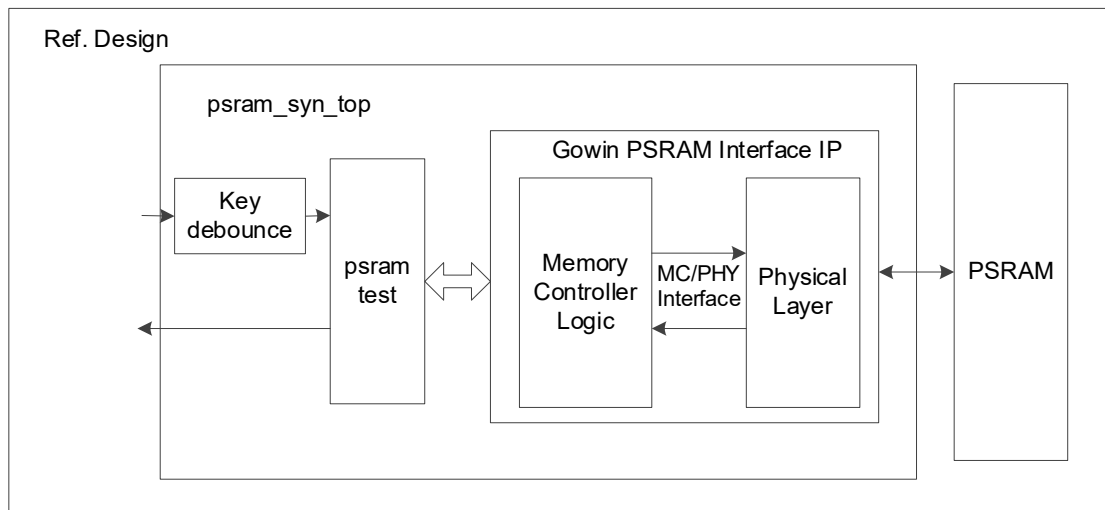 Ref. Design
psram_syn_top
Gowin PSRAM Interface IP
Key
debounce
psram
test
Memory
Controller
Logic
MC/PHY
Interface
Physical
Layer
PSRAM